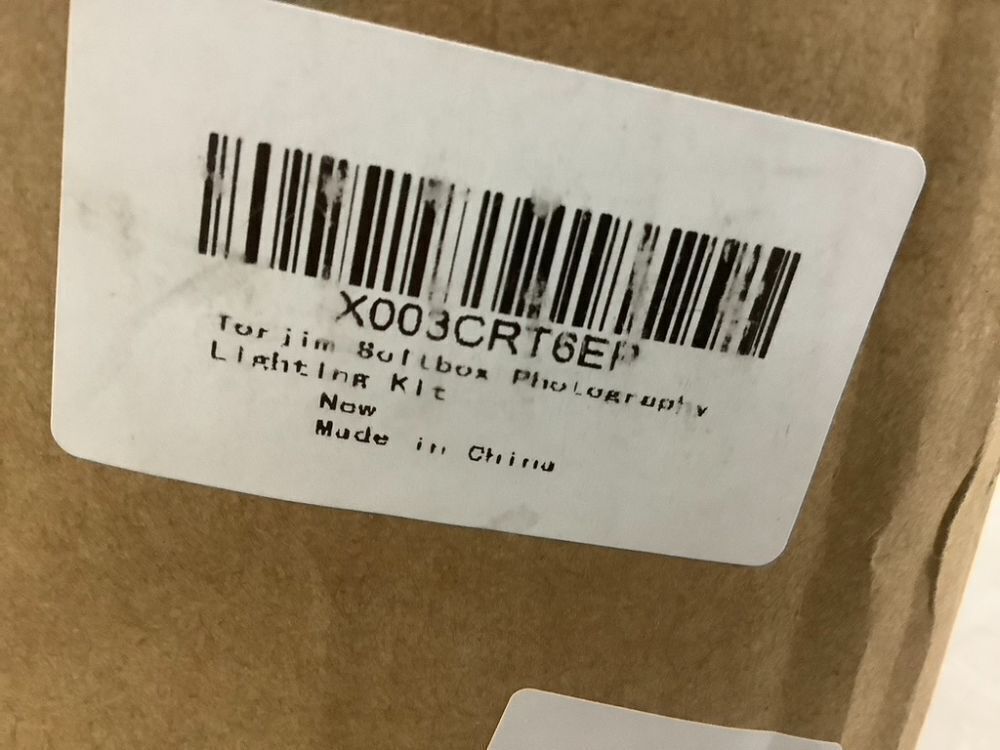 X003CRT6EP
Torjim Softbox Photography
Lighting Kit
New
Made in China